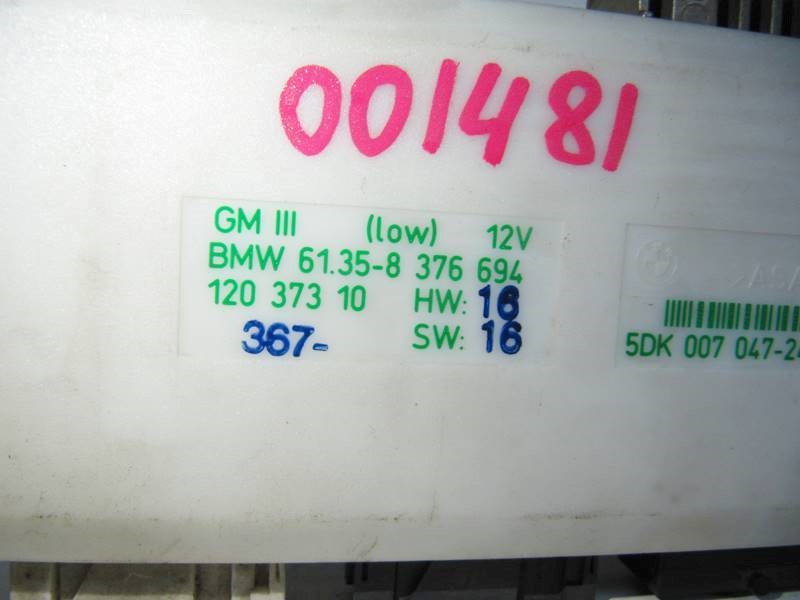 001481
GM III (low) 12V
BMW 61.35-8 376 694
120 373 10 HW: 16
367- SW: 16
5DK 007 047-24